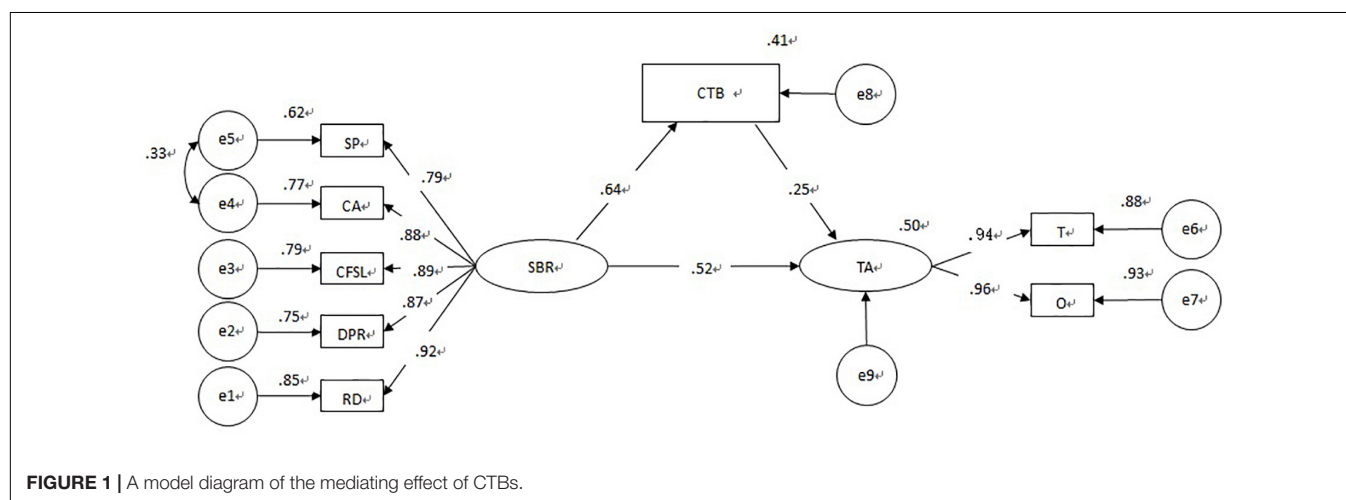 .41
CTB
e8
e5
.62
SP
.33
.79
.64
.25
e4
.77
CA
.88
.50
.94
T
.88
e6
e3
.79
CFSL
.89
SBR
.52
TA
.96
O
.93
e7
e2
.75
DPR
.87
.92
e1
.85
RD
e9
FIGURE 1 | A model diagram of the mediating effect of CTBs.